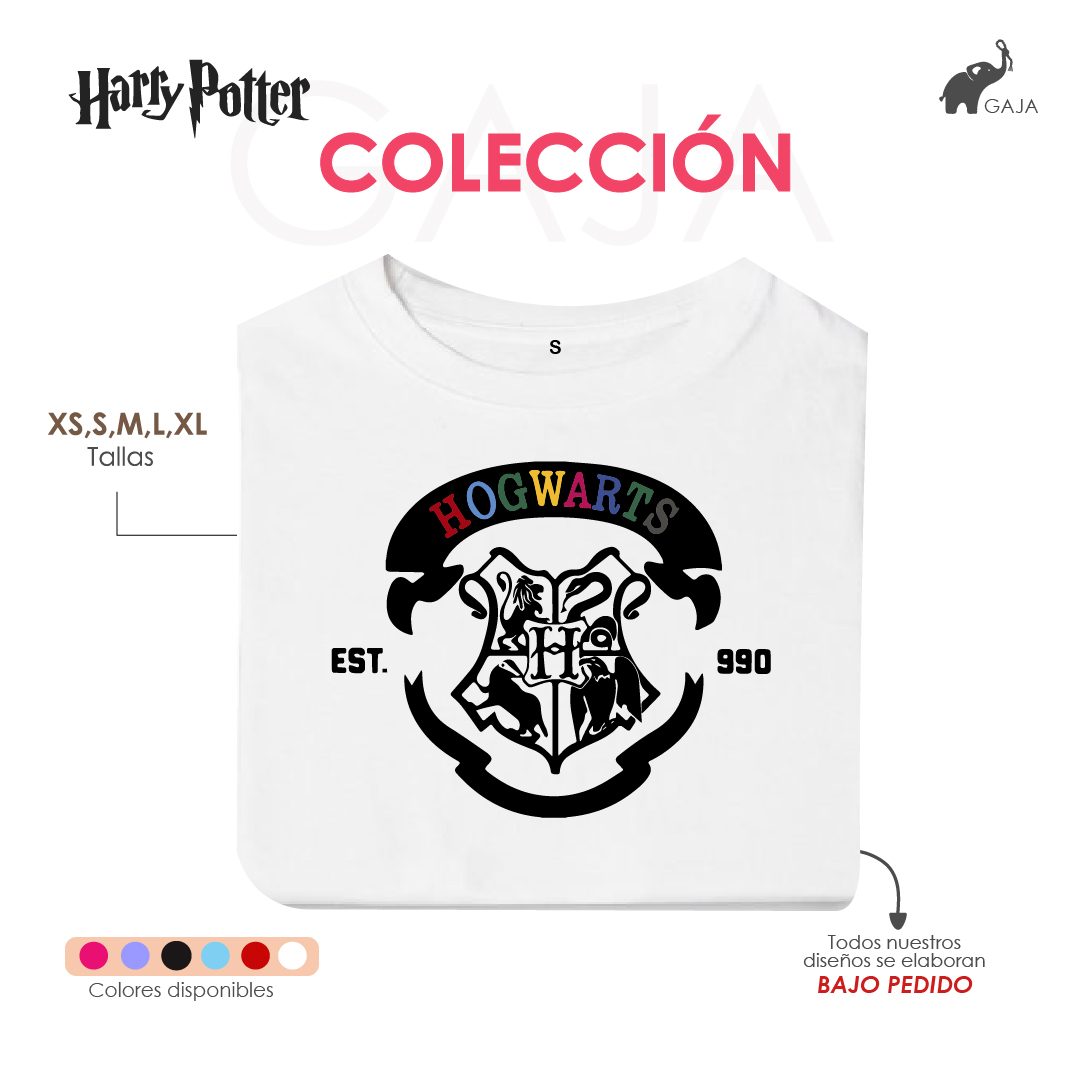 Harry Potter
GAJA
GAJA
COLECCIÓN
S
XS,S,M,L,XL
Tallas
HOGWARTS
H
EST.
990
Colores disponibles
Todos nuestros
diseños se elaboran
BAJO PEDIDO